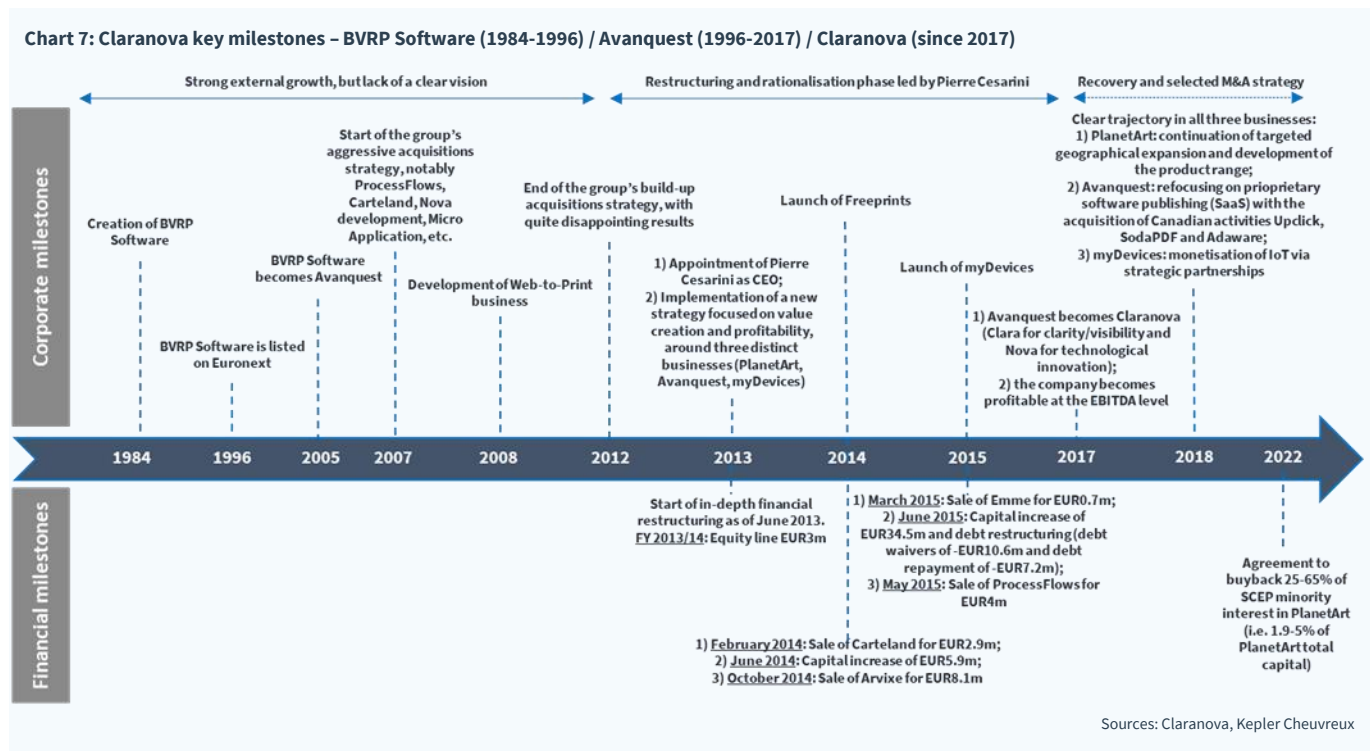 Chart 7: Claranova key milestones – BVRP Software (1984-1996) / Avanquest (1996-2017) / Claranova (since 2017)
Strong external growth, but lack of a clear vision
Restructuring and rationalisation phase led by Pierre Cesarini
Recovery and selected M&A strategy
Corporate milestones
Creation of BVRP
Software
BVRP Software is listed
on Euronext
BVRP Software
becomes Avanquest
Start of the group's
aggressive acquisitions
strategy, notably
ProcessFlows,
Carteland, Nova
development, Micro
Application, etc.
Development of Web-to-Print
business
End of the group's build-up
acquisitions strategy, with
quite disappointing results
1) Appointment of Pierre
Cesarini as CEO;
2) Implementation of a new
strategy focused on value
creation and profitability,
around three distinct
businesses (PlanetArt,
Avanquest, myDevices)
Launch of Freeprints
Launch of myDevices
1) Avanquest becomes Claranova
(Clara for clarity/visibility and
Nova for technological
innovation);
2) the company becomes
profitable at the EBITDA level
Clear trajectory in all three businesses:
1) PlanetArt: continuation of targeted
geographical expansion and development of
the product range;
2) Avanquest: refocusing on prioprietary
software publishing (SaaS) with the
acquisition of Canadian activities Upclick,
SodaPDF and Adaware;
3) myDevices: monetisation of IoT via
strategic partnerships
1984
1996
2005
2007
2008
2012
2013
2014
2015
2017
2018
2022
Financial milestones
Start of in-depth financial
restructuring as of June 2013.
FY 2013/14: Equity line EUR3m
1) February 2014: Sale of Carteland for EUR2.9m;
2) June 2014: Capital increase of EUR5.9m;
3) October 2014: Sale of Arvixe for EUR8.1m
1) March 2015: Sale of Emme for EUR0.7m;
2) June 2015: Capital increase of
EUR34.5m and debt restructuring (debt
waivers of -EUR10.6m and debt
repayment of -EUR7.2m);
3) May 2015: Sale of ProcessFlows for
EUR4m
Agreement to
buyback 25-65% of
SCEP minority
interest in PlanetArt
(i.e. 1.9-5% of
PlanetArt total
capital)
Sources: Claranova, Kepler Cheuvreux